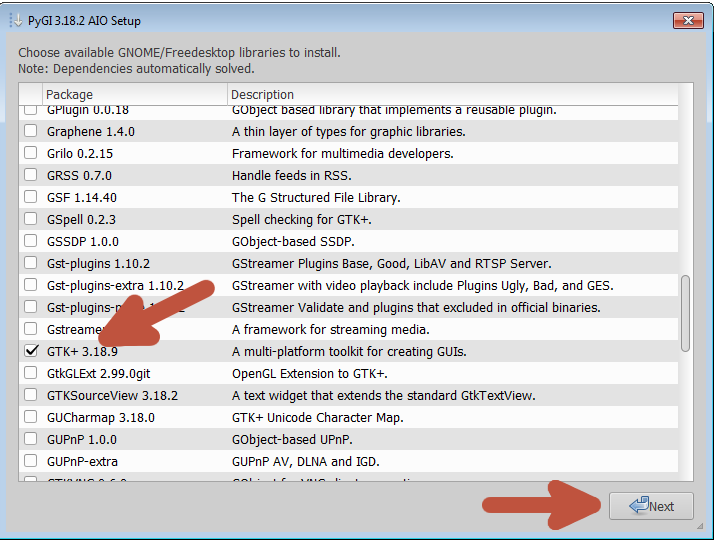 PyGI 3.18.2 AIO Setup
Choose available GNOME/Freedesktop libraries to install.
Note: Dependencies automatically solved.
Package Description
GPlugin 0.0.18 GObject based library that implements a reusable plugin.
Graphene 1.4.0 A thin layer of types for graphic libraries.
Grilo 0.2.15 Framework for multimedia developers.
GRSS 0.7.0 Handle feeds in RSS.
GSF 1.14.40 The G Structured File Library.
GSpell 0.2.3 Spell checking for GTK+.
GSSDP 1.0.0 GObject-based SSDP.
Gst-plugins 1.10.2 GStreamer Plugins Base, Good, LibAV and RTSP Server.
Gst-plugins-extra 1.10.2 GStreamer with video playback include Plugins Ugly, Bad, and GES.
GStreamer Validate and plugins that excluded in official binaries.
Gstreamer A framework for streaming media.
GTK+ 3.18.9 A multi-platform toolkit for creating GUIs.
GtkGLExt 2.99.0git OpenGL Extension to GTK+.
GTKSourceView 3.18.2 A text widget that extends the standard GtkTextView.
GUCharmap 3.18.0 GTK+ Unicode Character Map.
GUPnP 1.0.0 GObject-based UPnP.
GUPnP-extra GUPnP AV, DLNA and IGD.
Next